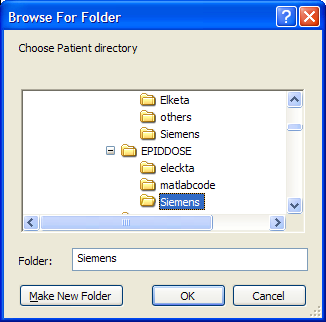 Browse For Folder
Choose Patient directory
Elketa
others
Siemens
EPIDDOSE
eleckta
matlabcode
Siemens
Folder: Siemens
Make New Folder OK Cancel